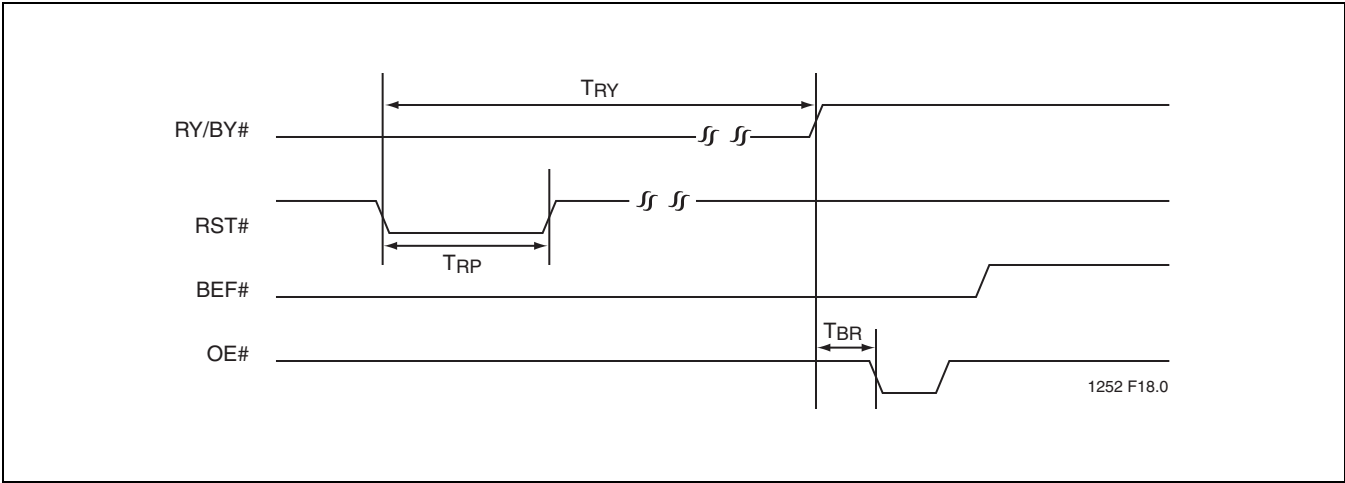 TRY
RY/BY#
RST#
TRP
BEF#
TBR
OE#
1252 F18.0